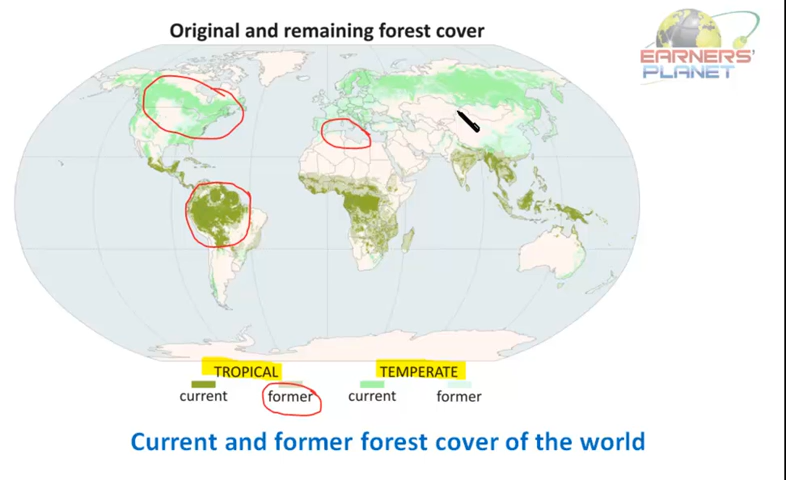 Original and remaining forest cover
EARNERS'
PLANET
TROPICAL
TEMPERATE
current
former
current
former
Current and former forest cover of the world